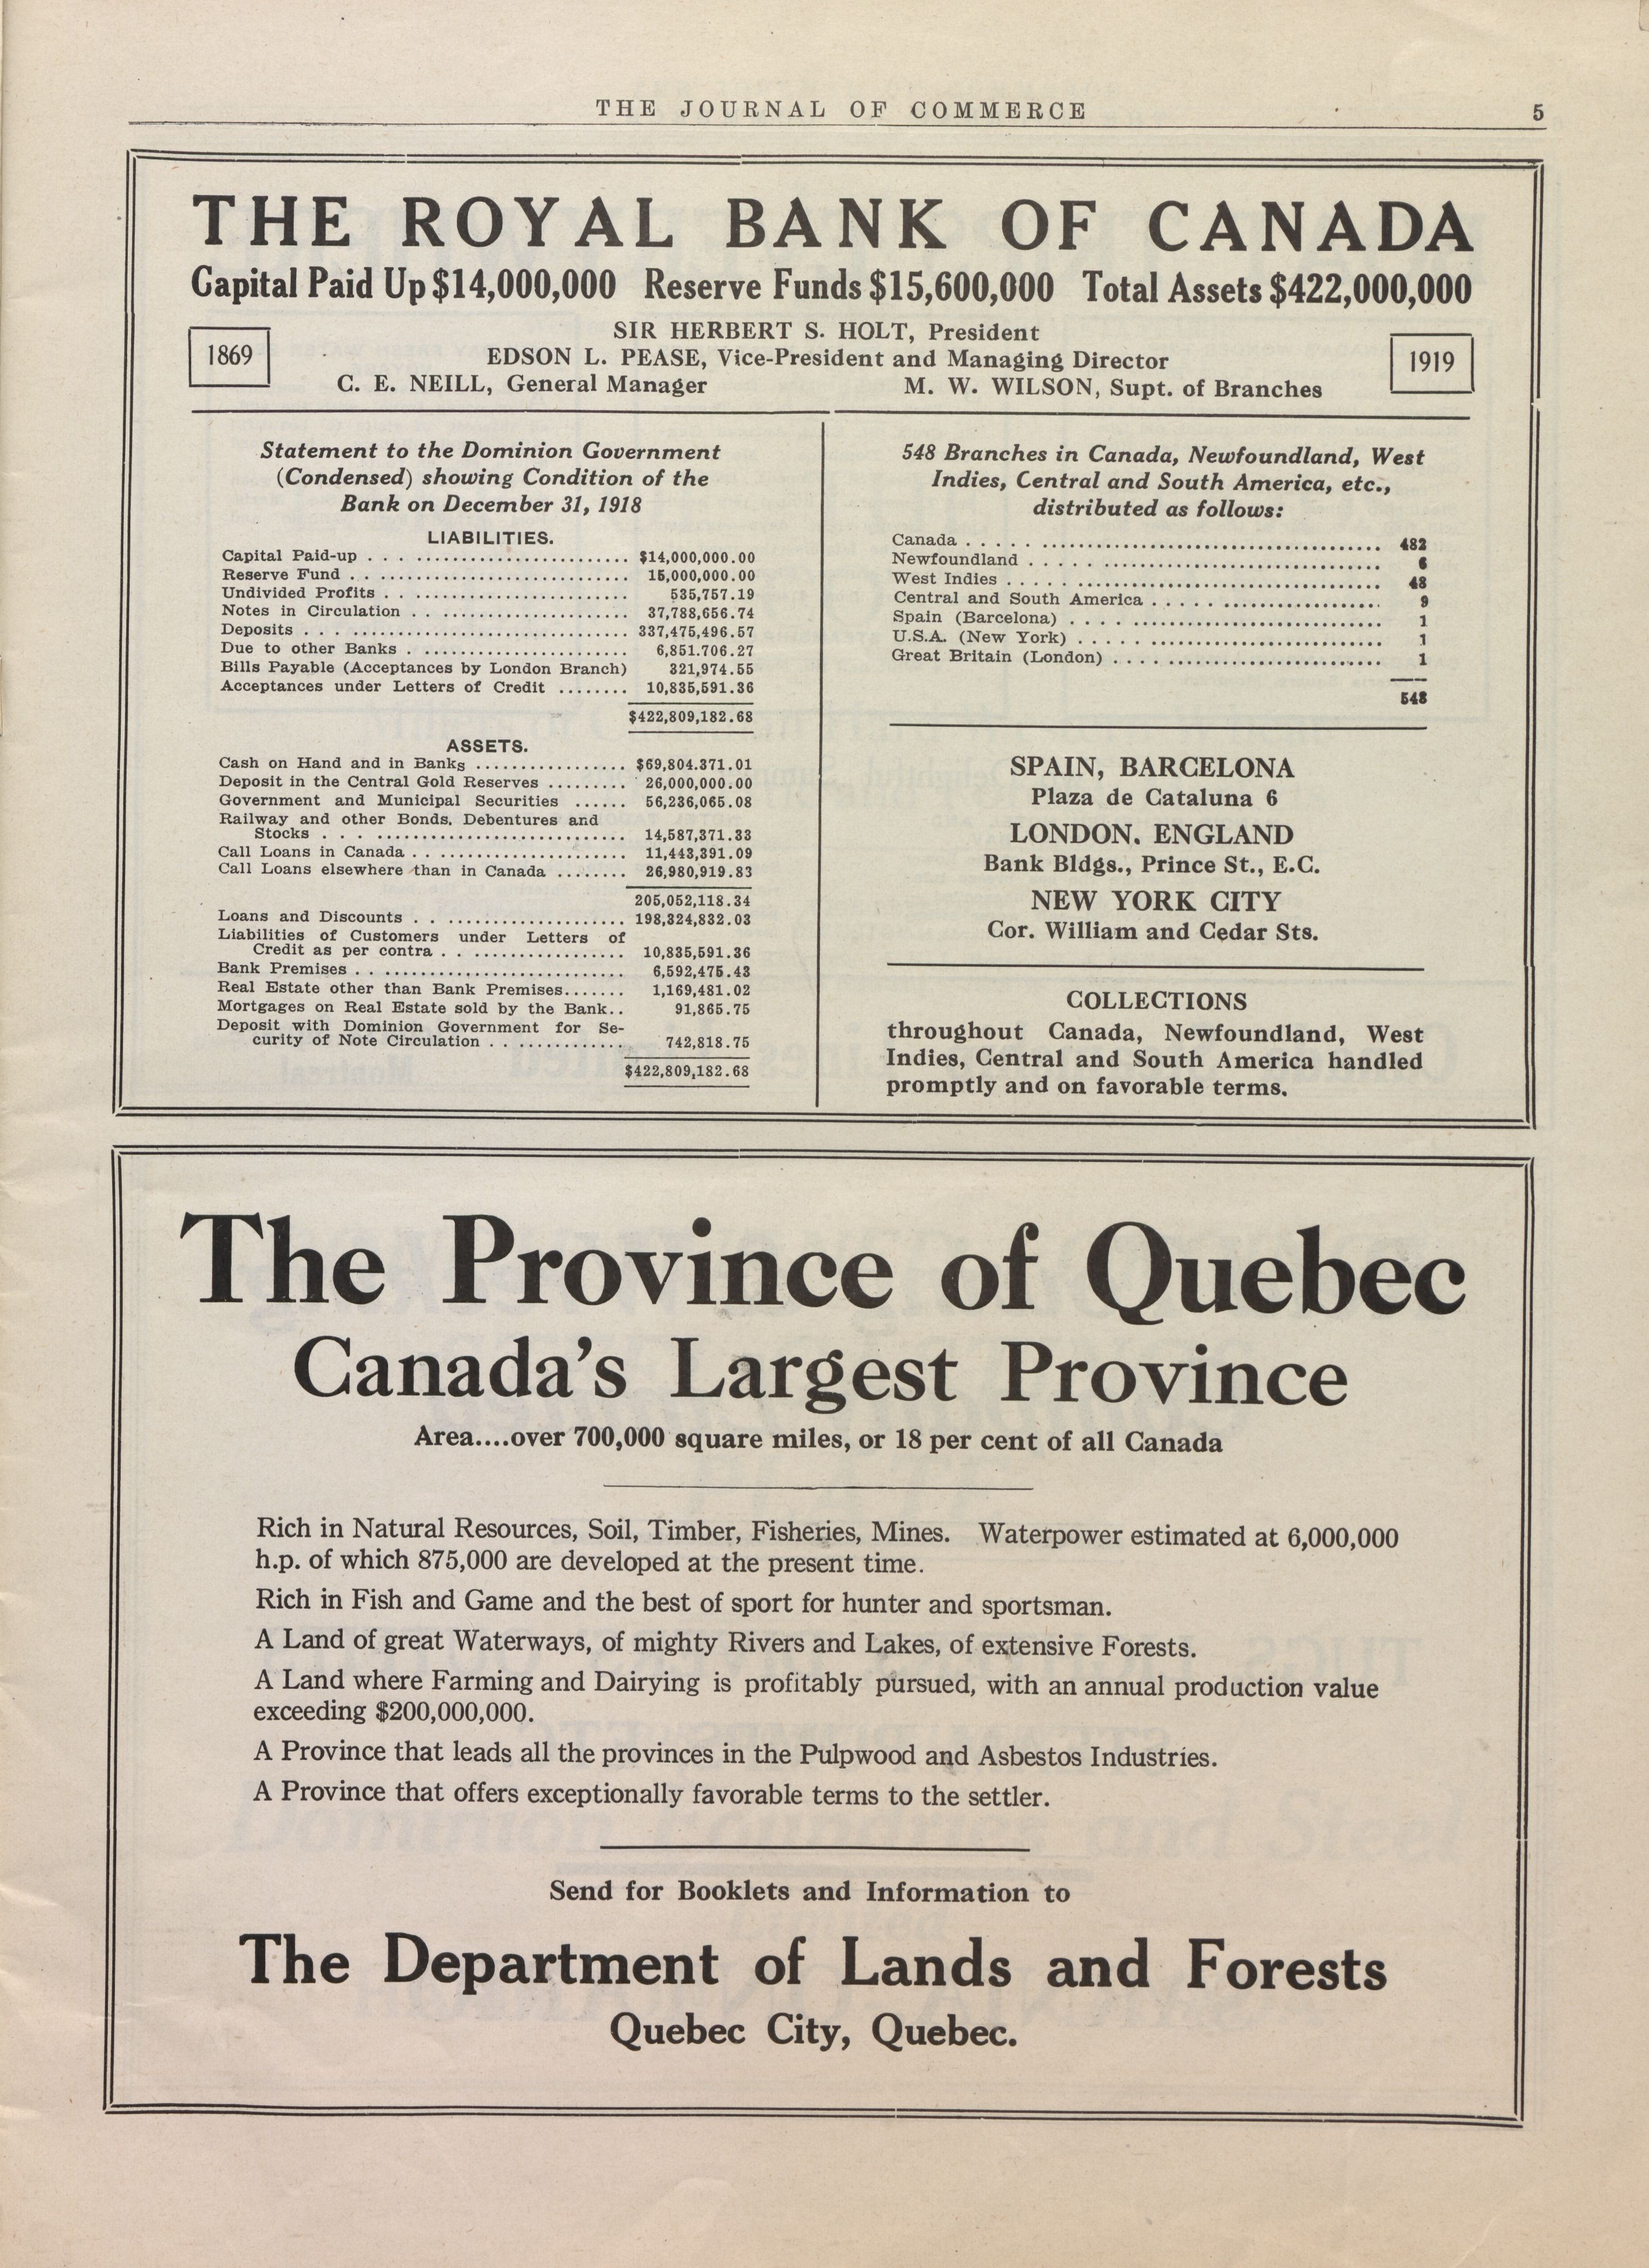 THE JOURNAL OF COMMERCE 5
THE ROYAL BANK OF CANADA
Capital Paid Up $14,000,000 Reserve Funds $15,600,000 Total Assets $422,000,000
1869
SIR HERBERT S. HOLT, President
EDSON L. PEASE, Vice-President and Managing Director
C. E. NEILL, General Manager M. W. WILSON, Supt. of Branches
1919
Statement to the Dominion Government
(Condensed) showing Condition of the
Bank on December 31, 1918
LIABILITIES.
Capital Paid-up . . . ........................ $14,000,000.00
Reserve Fund . . ............................ 15,000,000.00
Undivided Profits . . ........................ 535,757.19
Notes in Circulation . . ..................... 37,788,656.74
Deposits . . . ............................... 337,475,496.57
Due to other Banks . ....................... 6,851.706.27
Bills Payable (Acceptances by London Branch) 321,974.55
Acceptances under Letters of Credit ........ 10,835,591.36
$422,809,182.68
ASSETS.
Cash on Hand and in Banks ................ $69,804.371.01
Deposit in the Central Gold Reserves ......... 26,000,000.00
Government and Municipal Securities ...... 56,236,065.08
Railway and other Bonds. Debentures and
Stocks . . . ........................... 14,587,371.33
Call Loans in Canada . . ..................... 11,443,391.09
Call Loans elsewhere than in Canada ........ 26,980,919.83
205,052,118.34
Loans and Discounts . . .................... 198,324,832.03
Liabilities of Customers under Letters of
Credit as per contra . . ................. 10,835,591.36
Bank Premises . . .......................... 6,592,475.43
Real Estate other than Bank Premises....... 1,169,481.02
Mortgages on Real Estate sold by the Bank.. 91,865.75
Deposit with Dominion Government for Se-
curity of Note Circulation . . ............ 742,818.75
$422,809,182.68
548 Branches in Canada, Newfoundland, West
Indies, Central and South America, etc.,
distributed as follows:
Canada . . . . . ..................................... 482
Newfoundland . . . . . .............................. 6
West Indies . . . . . ................................. 48
Central and South America . . . . . ................... 9
Spain (Barcelona) . . . . ............................ 1
U.S.A. (New York) . . . . . .......................... 1
Great Britain (London) . . . . ........................ 1
548
SPAIN, BARCELONA
Plaza de Cataluna 6
LONDON. ENGLAND
Bank Bldgs., Prince St., E.C.
NEW YORK CITY
Cor. William and Cedar Sts.
COLLECTIONS
throughout Canada, Newfoundland, West
Indies, Central and South America handled
promptly and on favorable terms.
The Province of Quebec
Canada's Largest Province
Area....over 700,000 square miles, or 18 per cent of all Canada
Rich in Natural Resources, Soil, Timber, Fisheries, Mines. Waterpower estimated at 6,000,000
h.p. of which 875,000 are developed at the present time.
Rich in Fish and Game and the best of sport for hunter and sportsman.
A Land of great Waterways, of mighty Rivers and Lakes, of extensive Forests.
A Land where Farming and Dairying is profitably pursued, with an annual production value
exceeding $200,000,000.
A Province that leads all the provinces in the Pulpwood and Asbestos Industries.
A Province that offers exceptionally favorable terms to the settler.
Send for Booklets and Information to
The Department of Lands and Forests
Quebec City, Quebec.